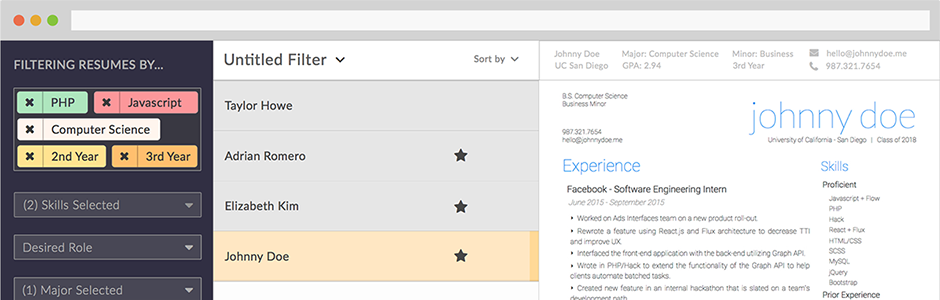 FILTERING RESUMES BY...
✖ PHP ✖ Javascript
✖ Computer Science
✖ 2nd Year ✖ 3rd Year
(2) Skills Selected
Desired Role
(1) Major Selected
Untitled Filter
Sort by
Taylor Howe
Adrian Romero
Elizabeth Kim
Johnny Doe
Johnny Doe
UC San Diego
Major: Computer Science
GPA: 2.94
Minor: Business
3rd Year
hello@johnnydoe.me
987.321.7654
B.S. Computer Science
Business Minor
987.321.7654
hello@johnnydoe.me
johnny doe
University of California - San Diego | Class of 2018
Experience
Facebook - Software Engineering Intern
June 2015 - September 2015
Worked on Ads Interfaces team on a new product roll-out.
Rewrote a feature using React.js and Flux architecture to decrease TTI
and improve UX.
Interfaced the front-end application with the back-end utilizing Graph API.
Wrote in PHP/Hack to extend the functionality of the Graph API to help
clients automate batched tasks.
Created new feature in an internal hackathon that is slated on a team's
development path.
Skills
Proficient
Javascript + Flow
PHP
Hack
React + Flux
HTML/CSS
SCSS
MySQL
jQuery
Bootstrap
Prior Experience